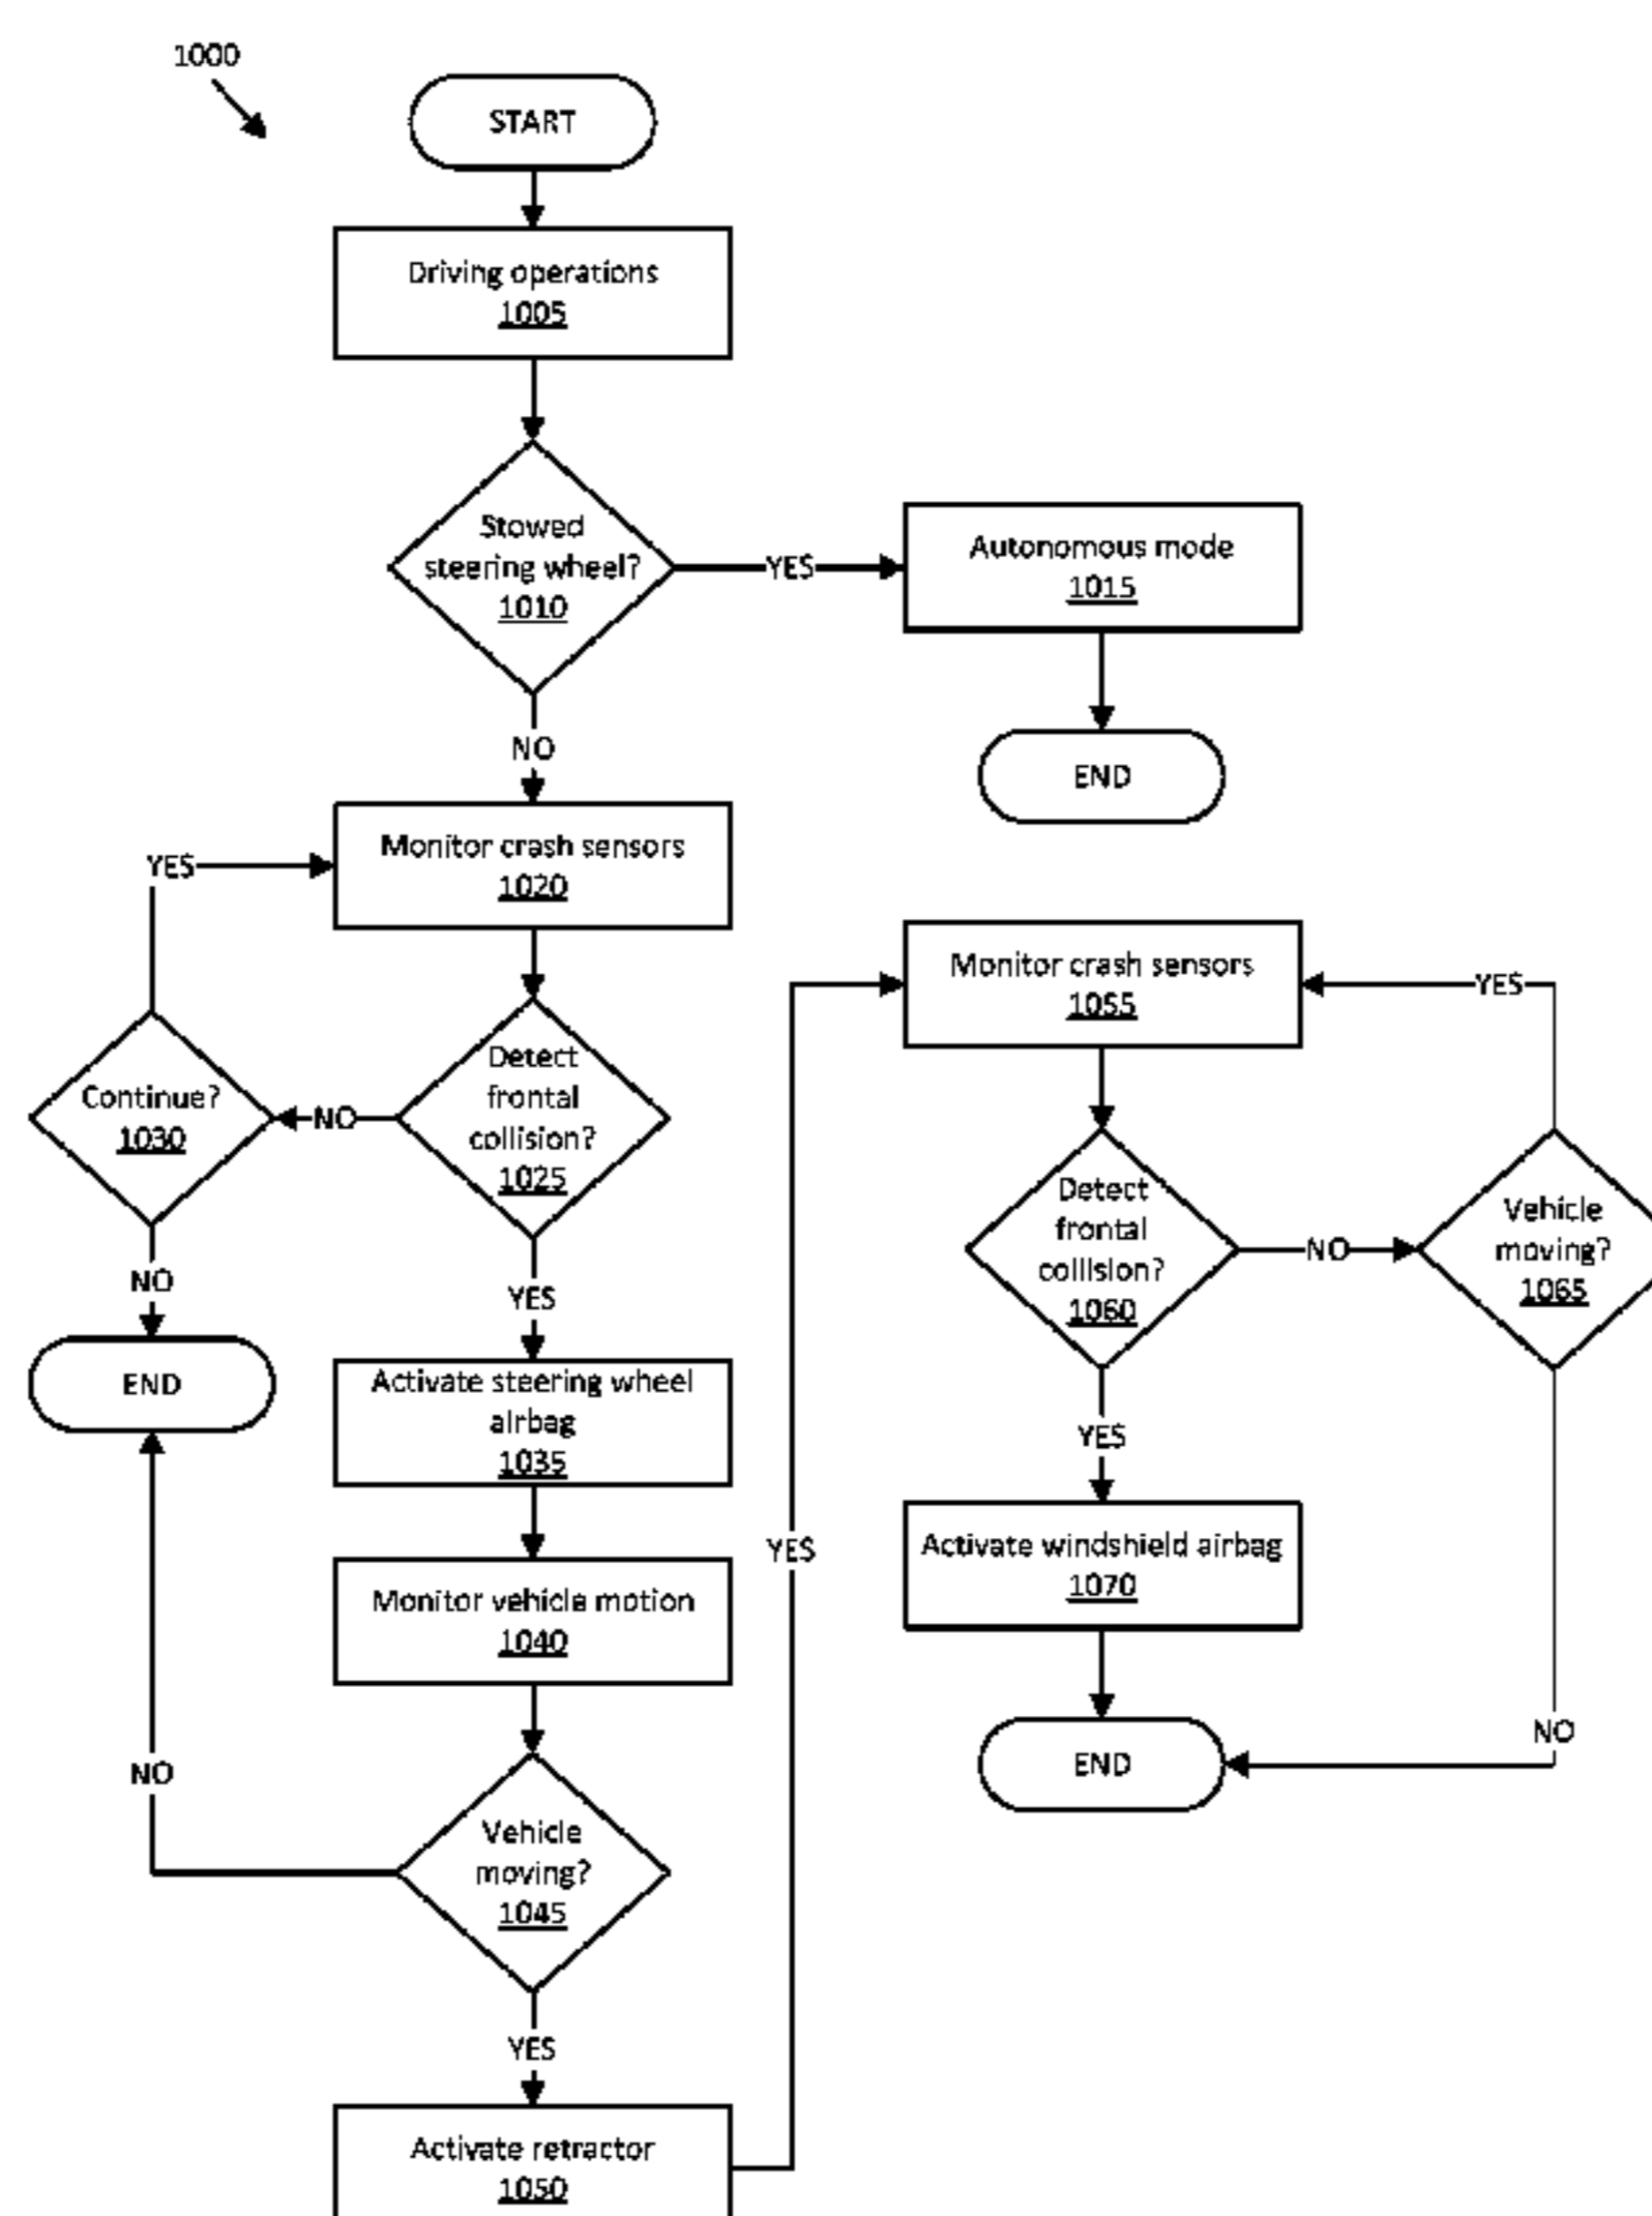 1000
START
Driving operations
1005
Stowed
steering wheel?
1010
YES
Autonomous mode
1015
END
NO
Monitor crash sensors
1020
YES
Detect
frontal
collision?
1025
NO
Continue?
1030
NO
END
YES
Activate steering wheel
airbag
1035
Monitor vehicle motion
1040
Vehicle
moving?
1045
NO
YES
Activate retractor
1050
YES
Monitor crash sensors
1055
YES
Detect
frontal
collision?
1060
NO
Vehicle
moving?
1065
YES
Activate windshield airbag
1070
NO
END